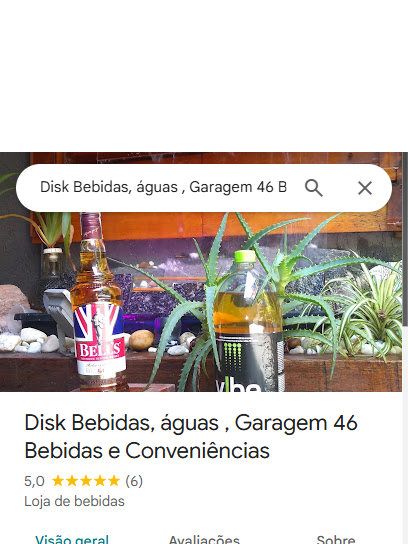 Disk Bebidas, águas , Garagem 46 B
BELL'S
vibe
Disk Bebidas, águas , Garagem 46
Bebidas e Conveniências
5,0 ★★★★★ (6)
Loja de bebidas
Visão geral Avaliações Sobre